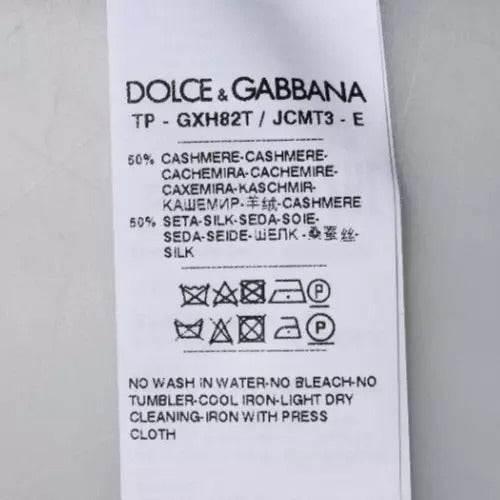 DOLCE & GABBANA
TP - GXH82T / JCMT3 - E
50% CASHMERE-CASHMERE-
CACHEMIRA-CACHEMIRE-
CAXEMIRA-KASCHMIR-
КАШЕМИР-羊绒-CASHMERE
50% SETA-SILK-SEDA-SOIE-
SEDA-SEIDE-ШЕЛК -桑蚕丝-
SILK
P
P
NO WASH IN WATER-NO BLEACH-NO
TUMBLER-COOL IRON-LIGHT DRY
CLEANING-IRON WITH PRESS
CLOTH